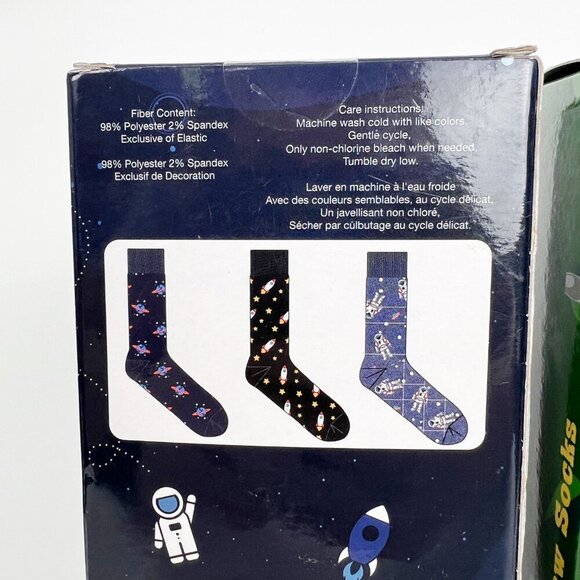 Fiber Content:
98% Polyester 2% Spandex
Exclusive of Elastic
98% Polyester 2% Spandex
Exclusif de Decoration
Care instructions:
Machine wash cold with like colors.
Gentle cycle,
Only non-chlorine bleach when needed.
Tumble dry low.
Laver en machine à l'eau froide
Avec des couleurs semblables, au cycle délicat,
Un javellisant non chloré,
Sécher par culbutage au cycle délicat.
Socks